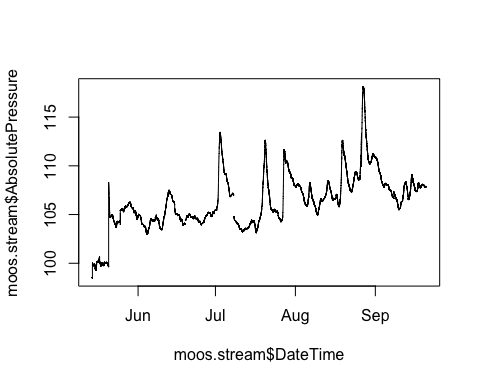 moos.stream$AbsolutePressure
115
110
105
100
Jun Jul Aug Sep
moos.stream$DateTime